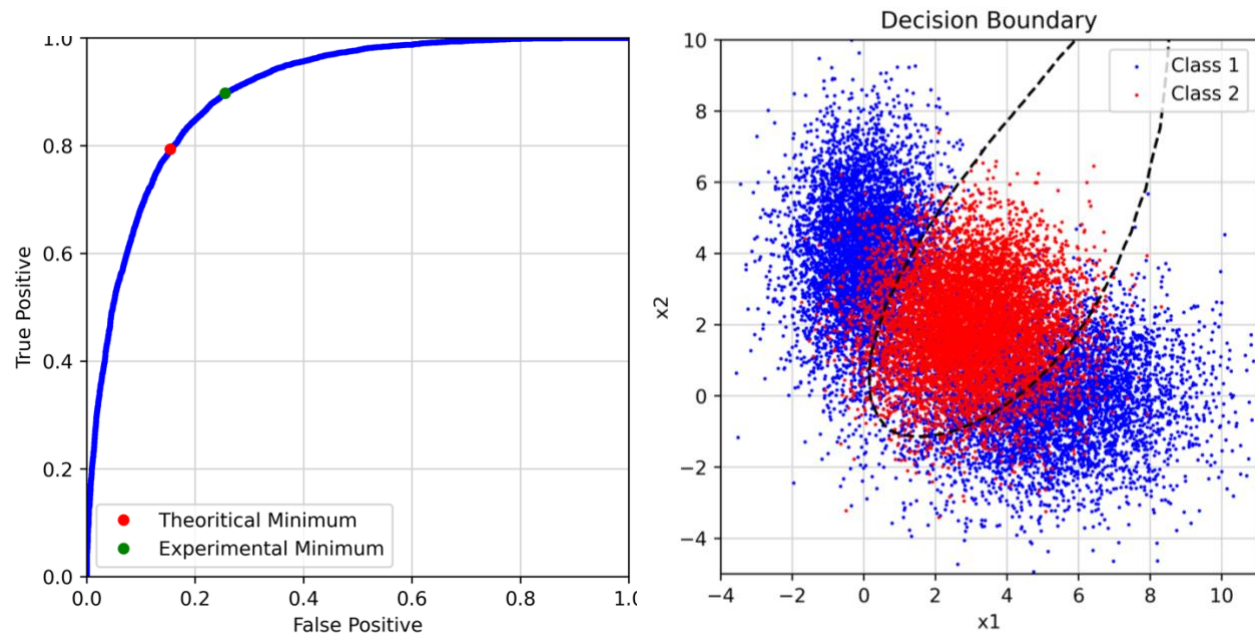 1.0
0.8
0.6
0.4
0.2
0.0
True Positive
Theoritical Minimum
Experimental Minimum
0.0 0.2 0.4 0.6 0.8 1.0
False Positive
Decision Boundary
10
8
6
4
2
0
−2
−4
x2
Class 1
Class 2
−4 −2 0 2 4 6 8 10
x1